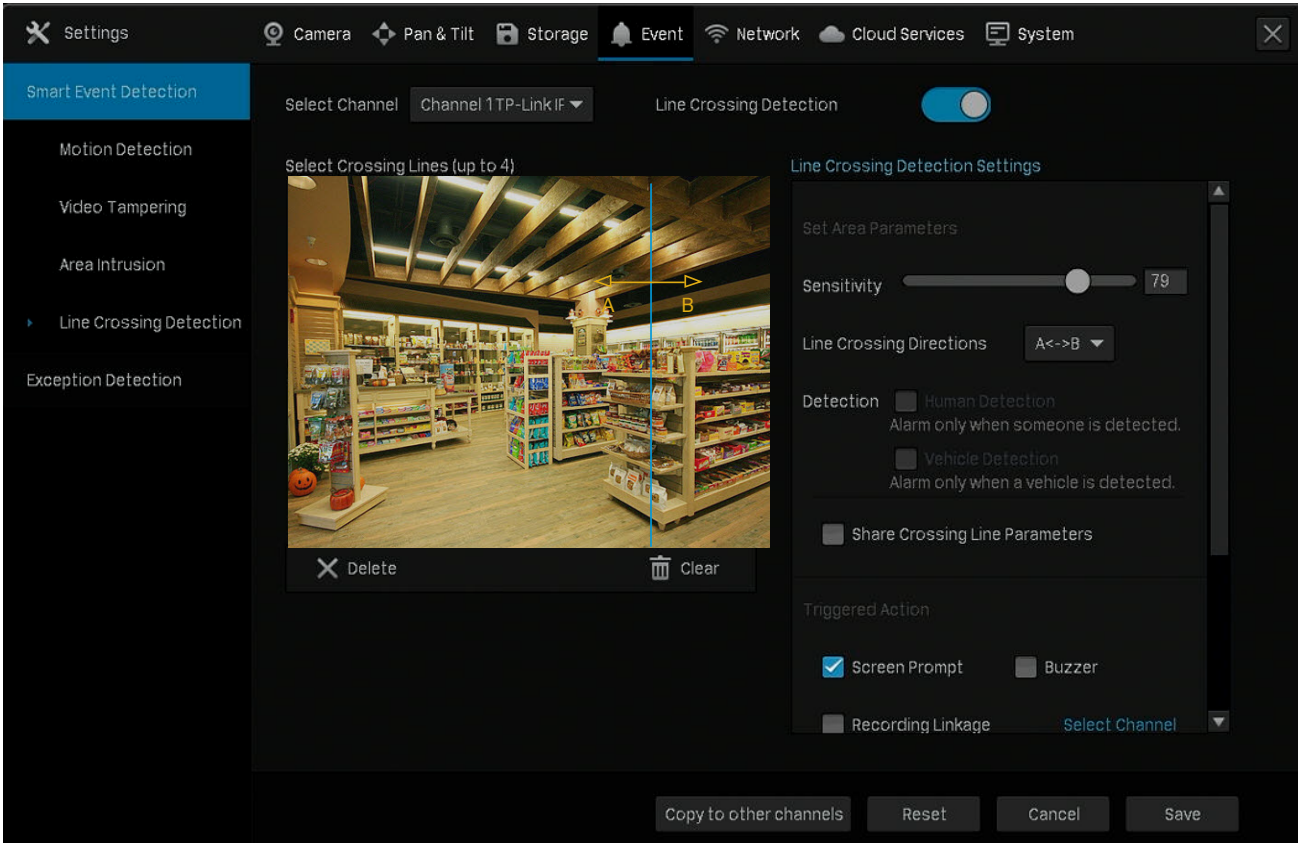 Settings
Camera Pan & Tilt Storage Event Network Cloud Services System
Smart Event Detection
Motion Detection
Video Tampering
Area Intrusion
Line Crossing Detection
Exception Detection
Select Channel Channel 1 TP-Link IF Line Crossing Detection
Select Crossing Lines (up to 4)
A B
Delete Clear
Line Crossing Detection Settings
Set Area Parameters
Sensitivity 79
Line Crossing Directions A<->B
Detection Human Detection
Alarm only when someone is detected.
Vehicle Detection
Alarm only when a vehicle is detected.
Share Crossing Line Parameters
Triggered Action
Screen Prompt Buzzer
Recording Linkage Select Channel
Copy to other channels Reset Cancel Save